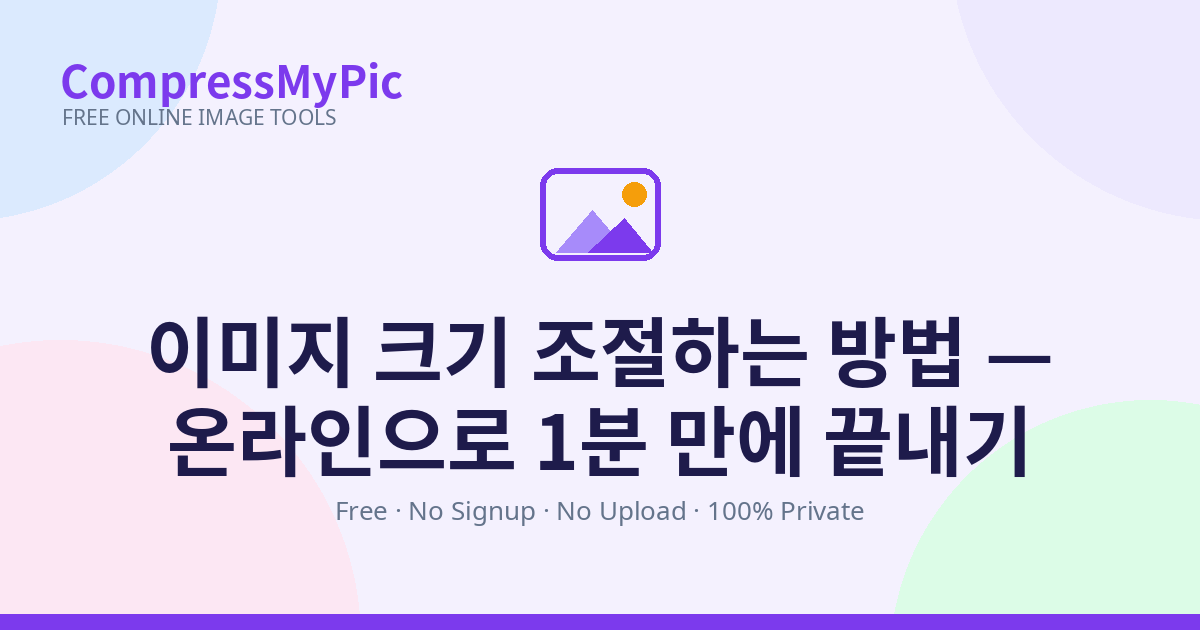 CompressMyPic
FREE ONLINE IMAGE TOOLS
이미지 크기 조절하는 방법 —
온라인으로 1분 만에 끝내기
Free · No Signup · No Upload · 100% Private